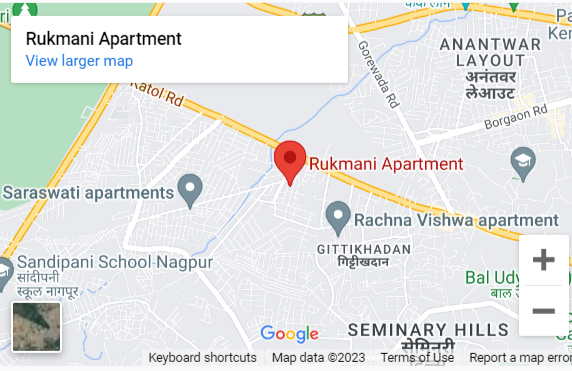 Rukmani Apartment
View larger map
Katol Rd
Gorewada Rd
ANANTWAR
LAYOUT
अनंतवर
लेआउट
Borgaon Rd
Rukmani Apartment
Saraswati apartments
Rachna Vishwa apartment
GITTIKHADAN
गिट्टीखदान
Sandipani School Nagpur
सांदीपनी
स्कूल नागपूर
Bal Udy
बाल
SEMINARY HILLS
सेमिनरी
Google
Keyboard shortcuts
Map data ©2023
Terms of Use
Report a map error